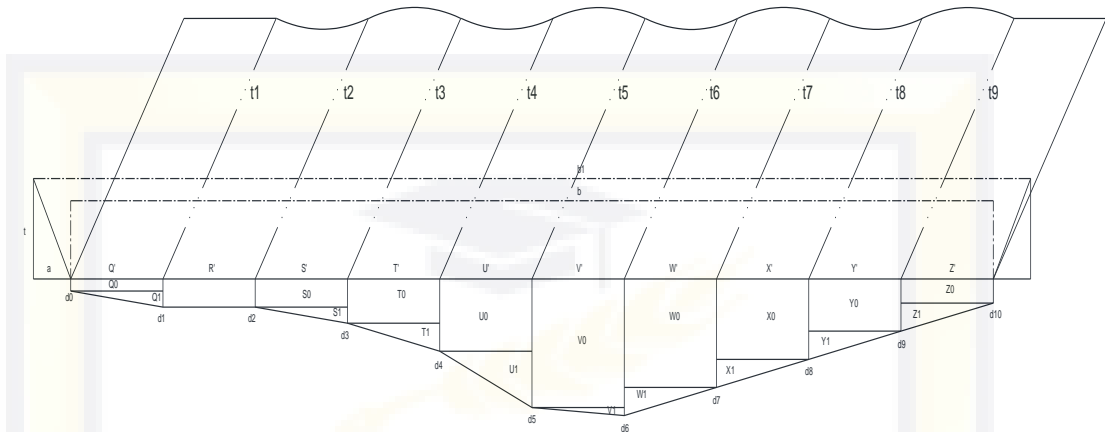 t1 t2 t3 t4 t5 t6 t7 t8 t9
b1
b
t
a Q' R' S' T' U' V' W' X' Y' Z'
Q0
d0 Q1 S0 T0 U0 V0 W0 X0 Y0 Z0
d1 d2 S1 Z1 d10
d3 T1 d9
Y1
d4 U1 X1 d8
W1 d7
V1
d5 d6